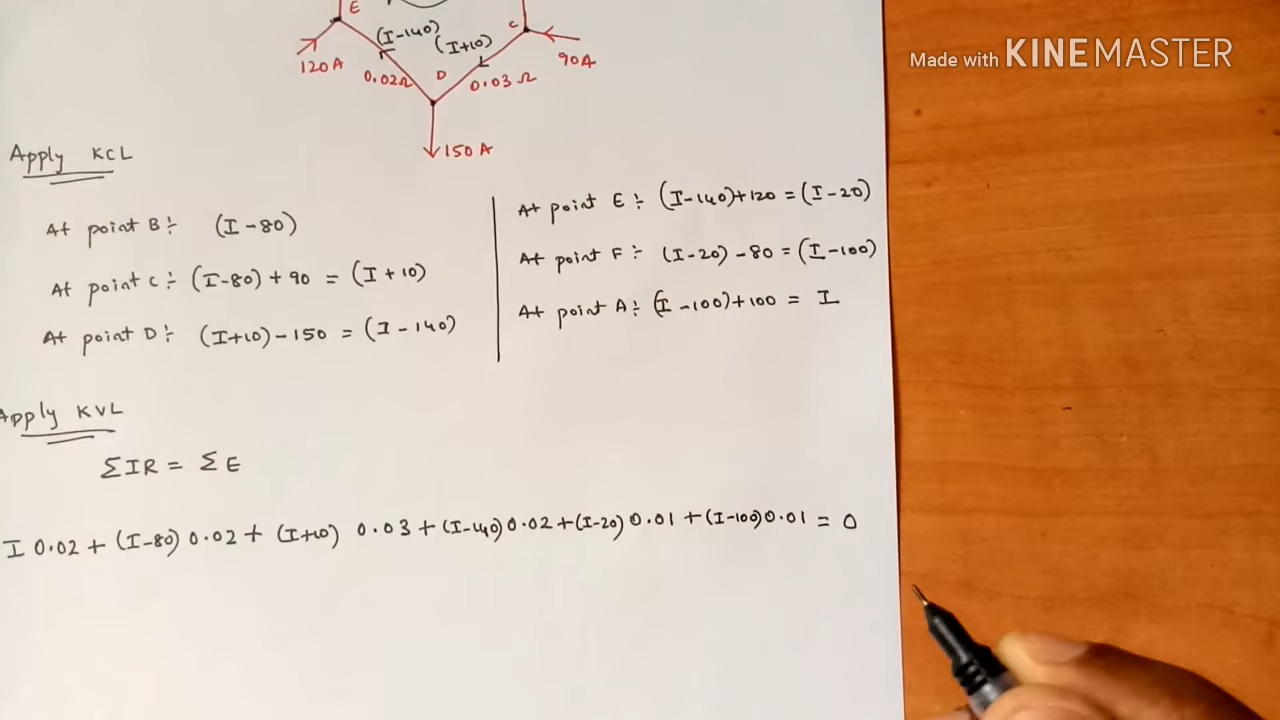 Made with KINEMASTER
E
(I-140)
(I+10)
C
120A
0.02Ω
D
0.03 Ω
90A
150 A
Apply KCL
At point B÷ (I-80)
At point C÷ (I-80)+90 = (I+10)
At point D÷ (I+10)-150 = (I-140)
At point E÷ (I-140)+120 = (I-20)
At point F÷ (I-20)-80 = (I-100)
At point A÷ (I-100)+100 = I
Apply KVL
ΣIR = ΣE
I 0.02 + (I-80) 0.02 + (I+10) 0.03 + (I-140) 0.02 + (I-20) 0.01 + (I-100) 0.01 = 0